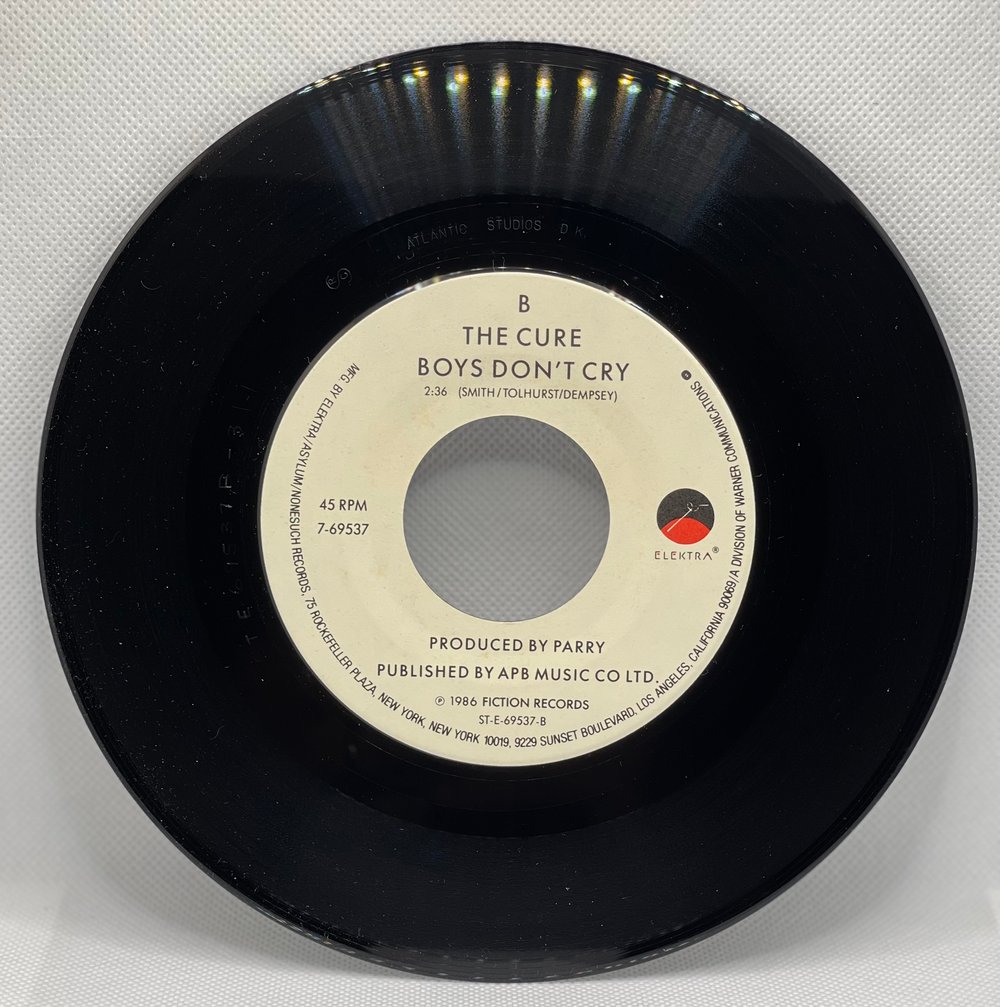 ATLANTIC STUDIOS DK
B
THE CURE
BOYS DON'T CRY
2:36 (SMITH/TOLHURST/DEMPSEY)
45 RPM
7-69537
ELEKTRA®
PRODUCED BY PARRY
PUBLISHED BY APB MUSIC CO LTD.
℗ 1986 FICTION RECORDS
ST-E-69537-B
MFG. BY ELEKTRA/ASYLUM/NONESUCH RECORDS, 75 ROCKEFELLER PLAZA, NEW YORK, NEW YORK 10019, 9229 SUNSET BOULEVARD, LOS ANGELES, CALIFORNIA 90069/A DIVISION OF WARNER COMMUNICATIONS